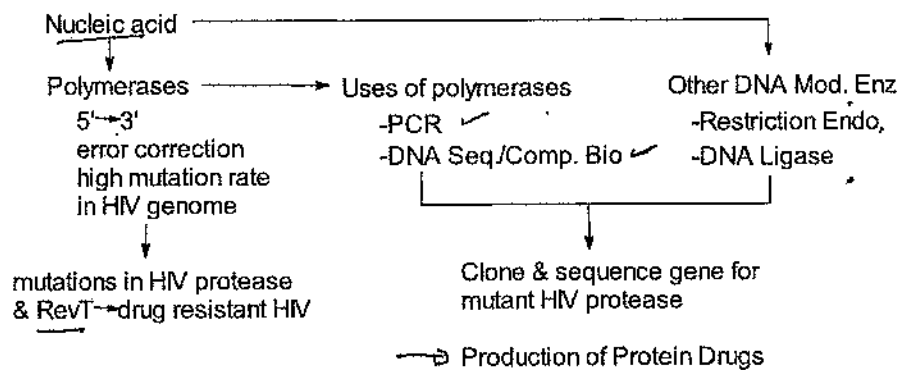 Nucleic acid
Polymerases
5'→3'
error correction
high mutation rate
in HIV genome
mutations in HIV protease
& RevT→drug resistant HIV
Uses of polymerases
-PCR
-DNA Seq./Comp. Bio
Other DNA Mod. Enz
-Restriction Endo.
-DNA Ligase
Clone & sequence gene for
mutant HIV protease
Production of Protein Drugs